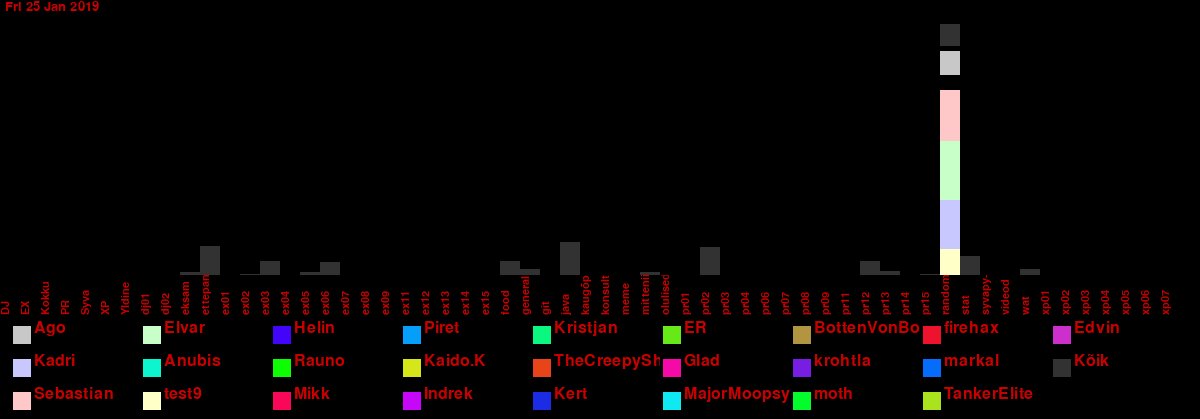 Fri 25 Jan 2019
DJ EX Kokku PR Syva XP Yldine dj01 dj02 eksam ettepan ex01 ex02 ex03 ex04 ex05 ex06 ex07 ex08 ex09 ex10 ex11 ex12 ex13 ex14 ex15 food general git java kaugõp konsult meme mitteni olulised pr01 pr02 pr03 pr04 pr06 pr07 pr08 pr09 pr11 pr12 pr13 pr14 pr15 random stat syvapy- videod wat xp01 xp02 xp03 xp04 xp05 xp06 xp07
Ago Elvar Helin Piret Kristjan ER BottenVonBo firehax Edvin
Kadri Anubis Rauno Kaido.K TheCreepySh Glad krohtla markal Kõik
Sebastian test9 Mikk Indrek Kert MajorMoopsy moth TankerElite